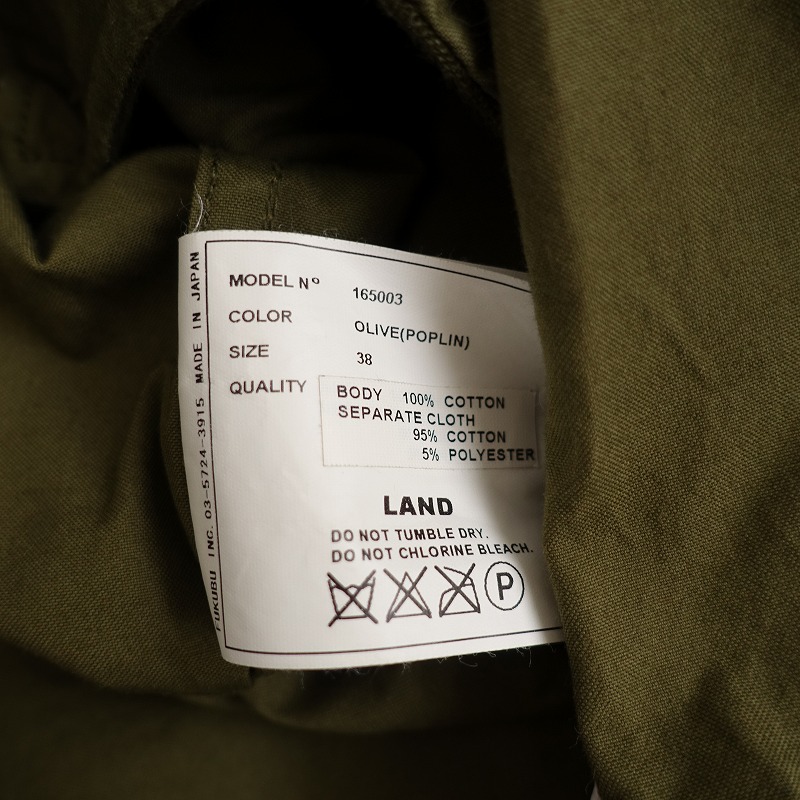 MODEL Nº 165003
COLOR OLIVE(POPLIN)
SIZE 38
QUALITY BODY 100% COTTON
SEPARATE CLOTH
95% COTTON
5% POLYESTER
LAND
DO NOT TUMBLE DRY.
DO NOT CHLORINE BLEACH.
P
FUKUBU INC. 03-5724-3915 MADE IN JAPAN